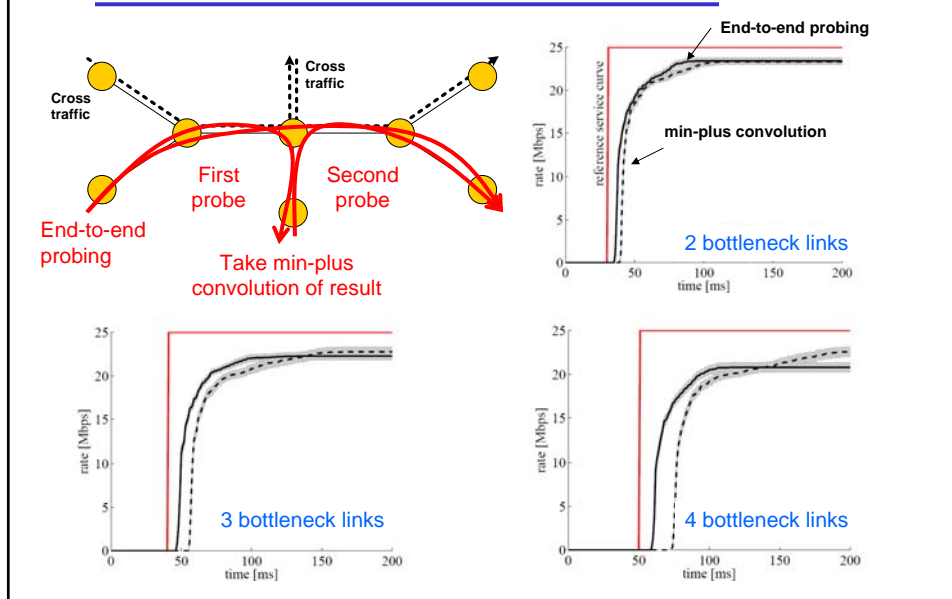 Cross
traffic
Cross
traffic
First
probe
Second
probe
End-to-end
probing
Take min-plus
convolution of result
End-to-end probing
min-plus convolution
reference service curve
2 bottleneck links
rate [Mbps]
25
20
15
10
5
0
0 50 100 150 200
time [ms]
3 bottleneck links
rate [Mbps]
25
20
15
10
5
0
0 50 100 150 200
time [ms]
4 bottleneck links
rate [Mbps]
25
20
15
10
5
0
0 50 100 150 200
time [ms]